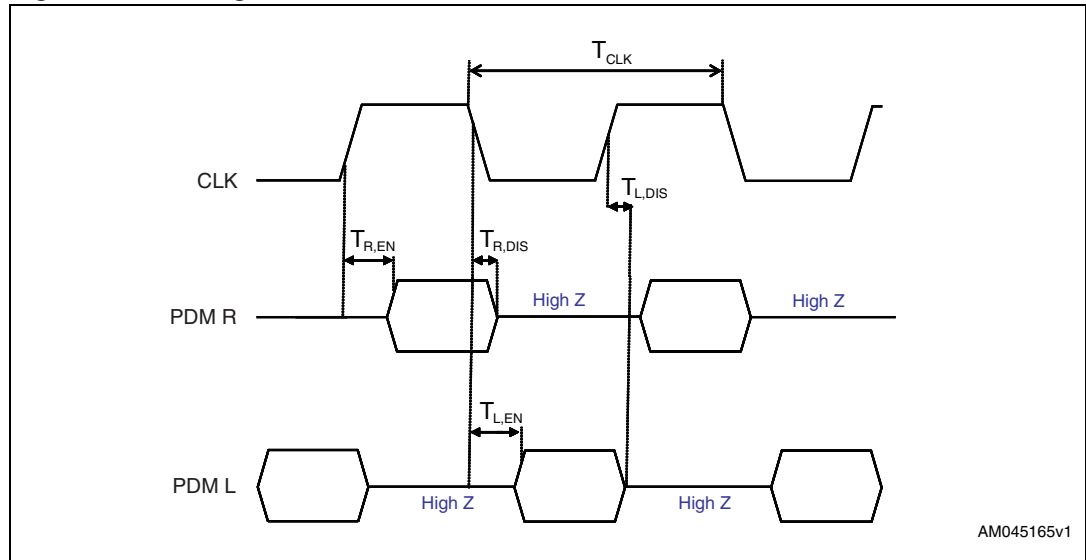 T_CLK
CLK
T_L,DIS
T_R,EN
T_R,DIS
PDM R
High Z
High Z
T_L,EN
PDM L
High Z
High Z
AM045165v1